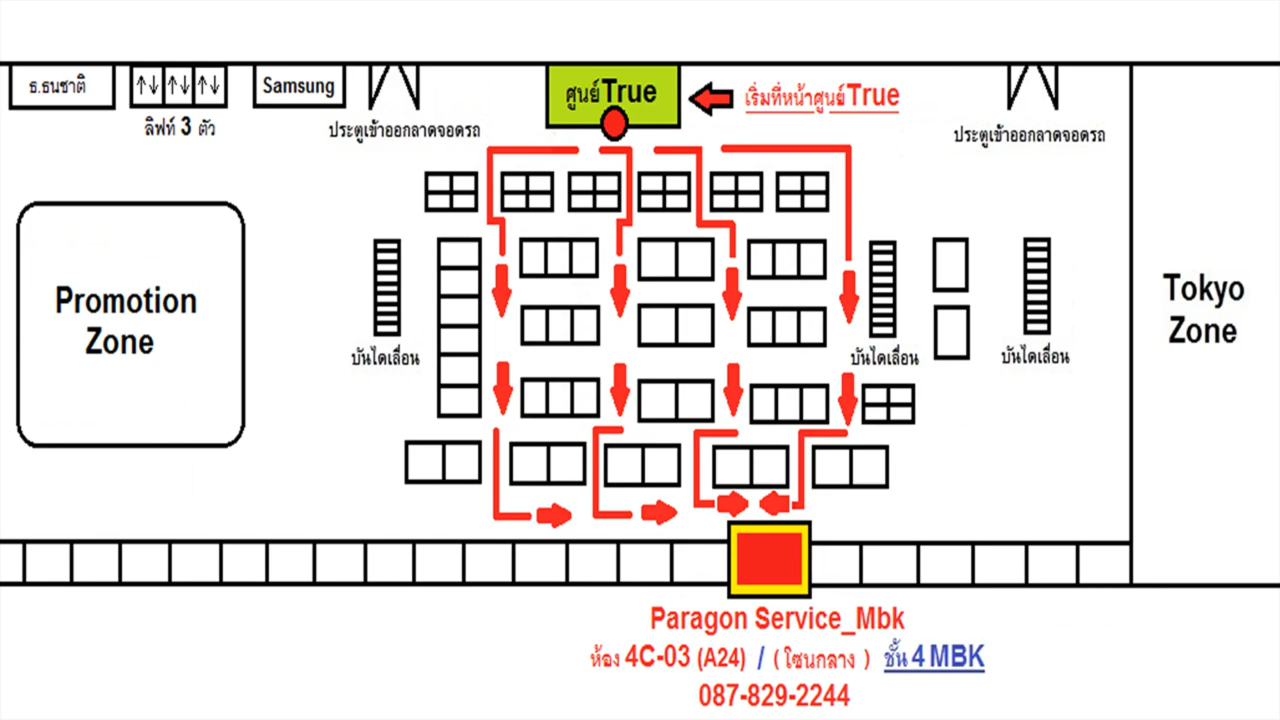 ธ.ธนชาติ
ลิฟท์ 3 ตัว
Samsung
ประตูเข้าออกลาดจอดรถ
ศูนย์True
เริ่มที่หน้าศูนย์True
ประตูเข้าออกลาดจอดรถ
Promotion
Zone
บันไดเลื่อน
บันไดเลื่อน
บันไดเลื่อน
Tokyo
Zone
Paragon Service_Mbk
ห้อง 4C-03 (A24) / ( โซนกลาง ) ชั้น 4 MBK
087-829-2244